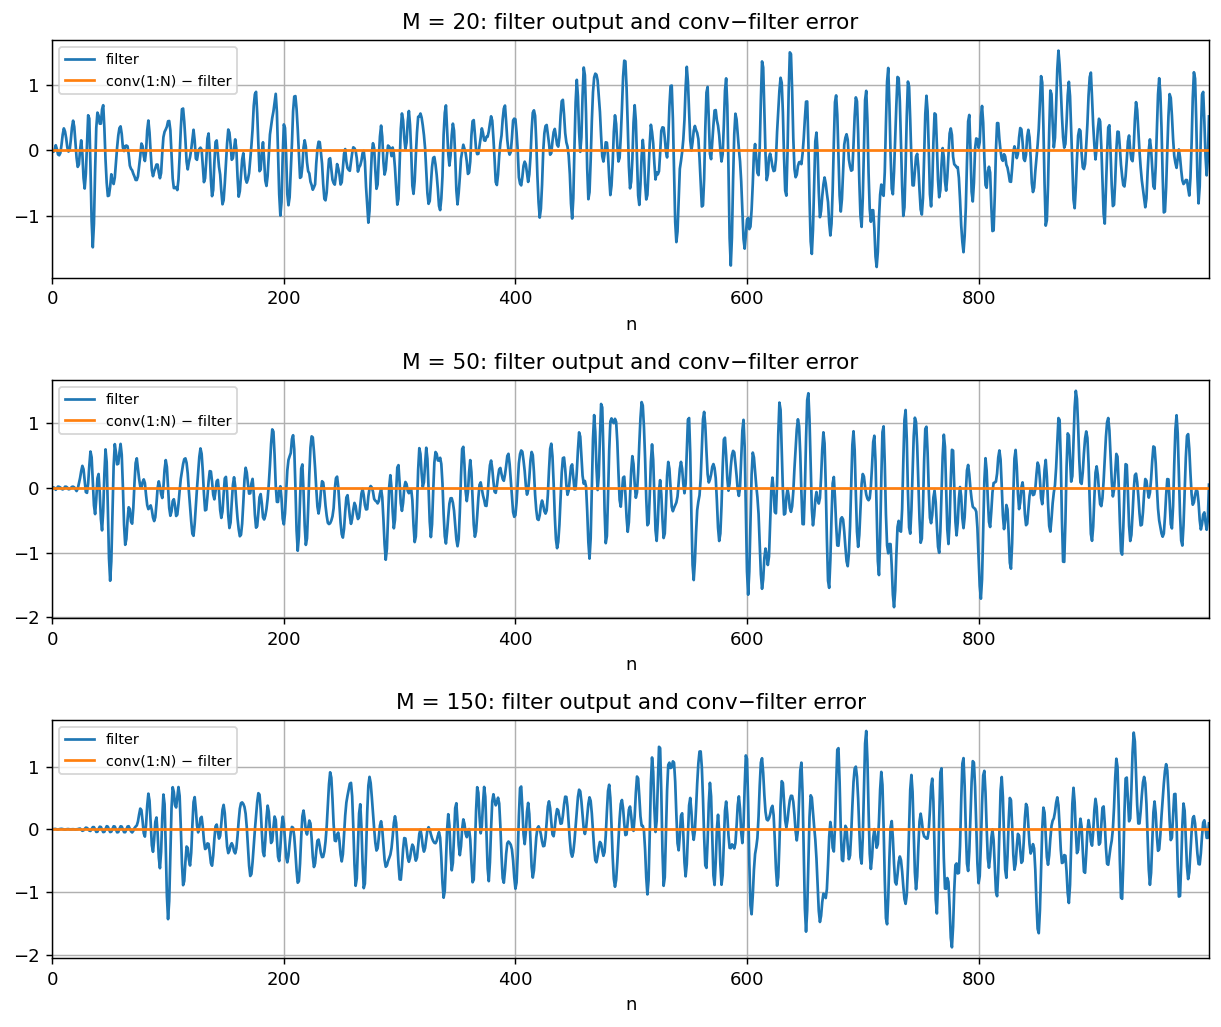 M = 20: filter output and conv−filter error
filter
conv(1:N) − filter
1
0
−1
0 200 400 600 800
n
M = 50: filter output and conv−filter error
filter
conv(1:N) − filter
1
0
−1
−2
0 200 400 600 800
n
M = 150: filter output and conv−filter error
filter
conv(1:N) − filter
1
0
−1
−2
0 200 400 600 800
n